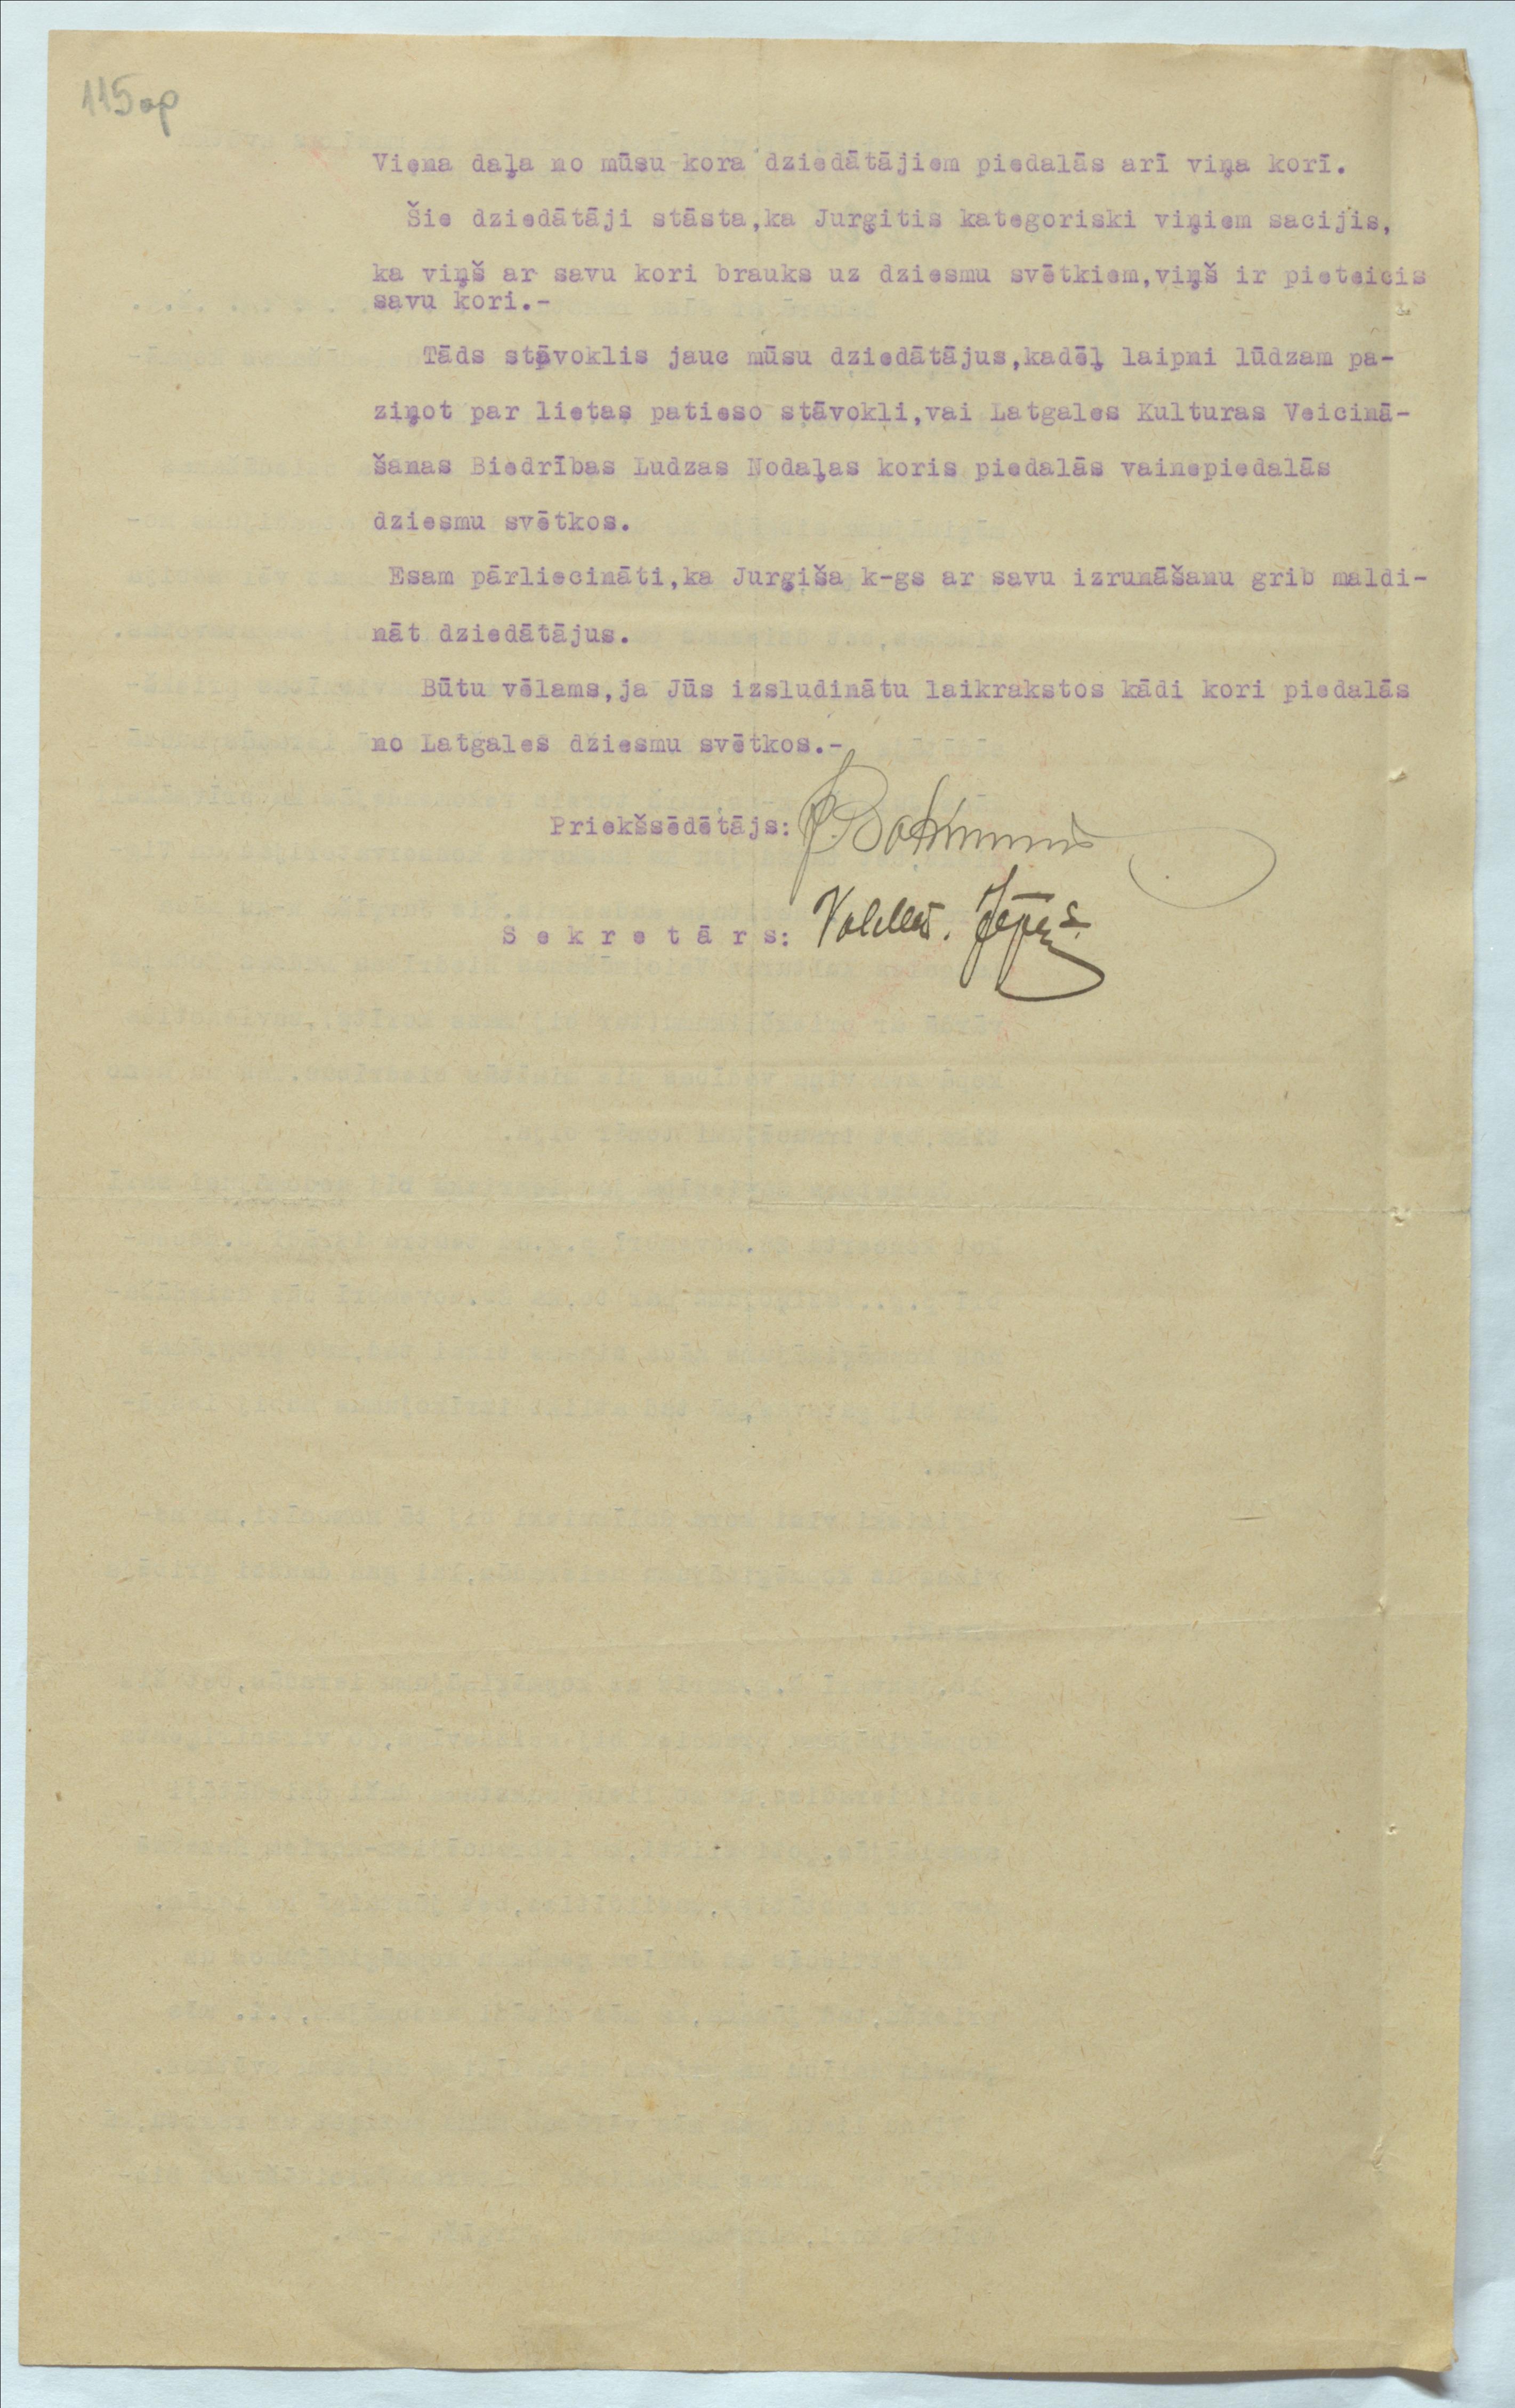 115 op
Viena daļa no mūsu kora dziedātājiem piedalās arī viņa korī.
Šie dziedātāji stāsta,ka Jurģitis kategoriski viņiem sacijis,
ka viņš ar savu kori brauks uz dziesmu svētkiem,viņš ir pieteicis
savu kori.-
Tāds stāvoklis jauc mūsu dziedātājus,kadēļ laipni lūdzam pa-
ziņot par lietas patieso stāvokli,vai Latgales Kulturas Veicinā-
šanas Biedrības Ludzas Nodaļas koris piedalās vainepiedalās
dziesmu svētkos.
Esam pārliecināti,ka Jurģiša k-gs ar savu izrunāšanu grib maldi-
nāt dziedātājus.
Būtu vēlams,ja Jūs izsludinātu laikrakstos kādi kori piedalās
no Latgales dziesmu svētkos.-
Priekšsēdētājs:
Sekretārs: